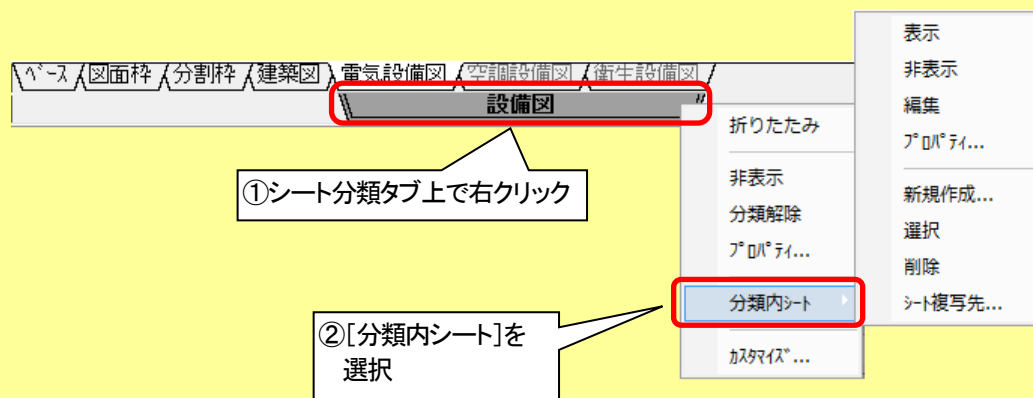 ﾍﾞｰｽ 図面枠 分割枠 建築図 電気設備図 空調設備図 衛生設備図
設備図
①シート分類タブ上で右クリック
折りたたみ
非表示
分類解除
ﾌﾟﾛﾊﾟﾃｨ...
分類内ｼｰﾄ
ｶｽﾀﾏｲｽﾞ...
②[分類内シート]を
選択
表示
非表示
編集
ﾌﾟﾛﾊﾟﾃｨ...
新規作成...
選択
削除
ｼｰﾄ複写先...